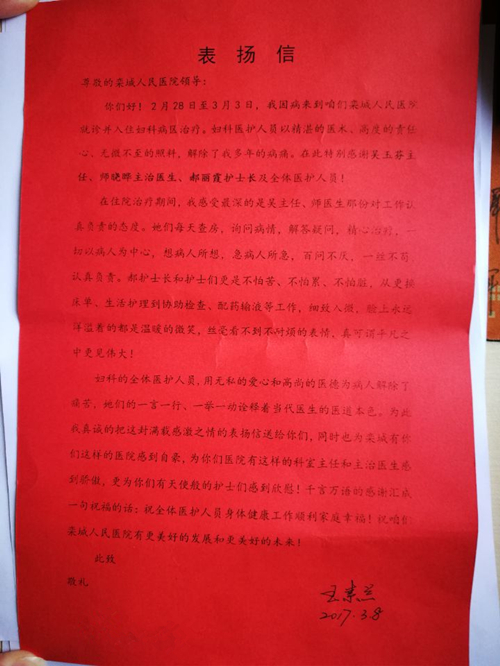 表扬信
尊敬的栾城人民医院领导：
你们好！2月28日至3月3日，我因病来到咱们栾城人民医院
就诊并入住妇科病区治疗。妇科医护人员以精湛的医术、高度的责任
心、无微不至的照料，解除了我多年的病痛。在此特别感谢吴玉芬主
任、师晓晔主治医生、郝丽霞护士长及全体医护人员！
在住院治疗期间，我感受最深的是吴主任、师医生那份对工作认
真负责的态度。她们每天查房，询问病情，解答疑问，精心治疗，一
切以病人为中心，想病人所想，急病人所急，百问不厌，一丝不苟，
认真负责。郝护士长和护士们更是不怕苦、不怕累、不怕脏，从更换
床单、生活护理到协助检查、配药输液等工作，细致入微，脸上永远
洋溢着的都是温暖的微笑，丝毫看不到不耐烦的表情，真可谓平凡之
中更见伟大！
妇科的全体医护人员，用无私的爱心和高尚的医德为病人解除了
痛苦，她们的一言一行、一举一动诠释着当代医生的医道本色。为此
我真诚的把这封满载感激之情的表扬信送给你们，同时也为栾城有你
们这样的医院感到自豪，为你们医院有这样的科室主任和主治医生感
到骄傲，更为你们有天使般的护士们感到欣慰！千言万语的感谢汇成
一句祝福的话：祝全体医护人员身体健康工作顺利家庭幸福！祝咱们
栾城人民医院有更美好的发展和更美好的未来！
此致
敬礼
王素兰
2017.3.8